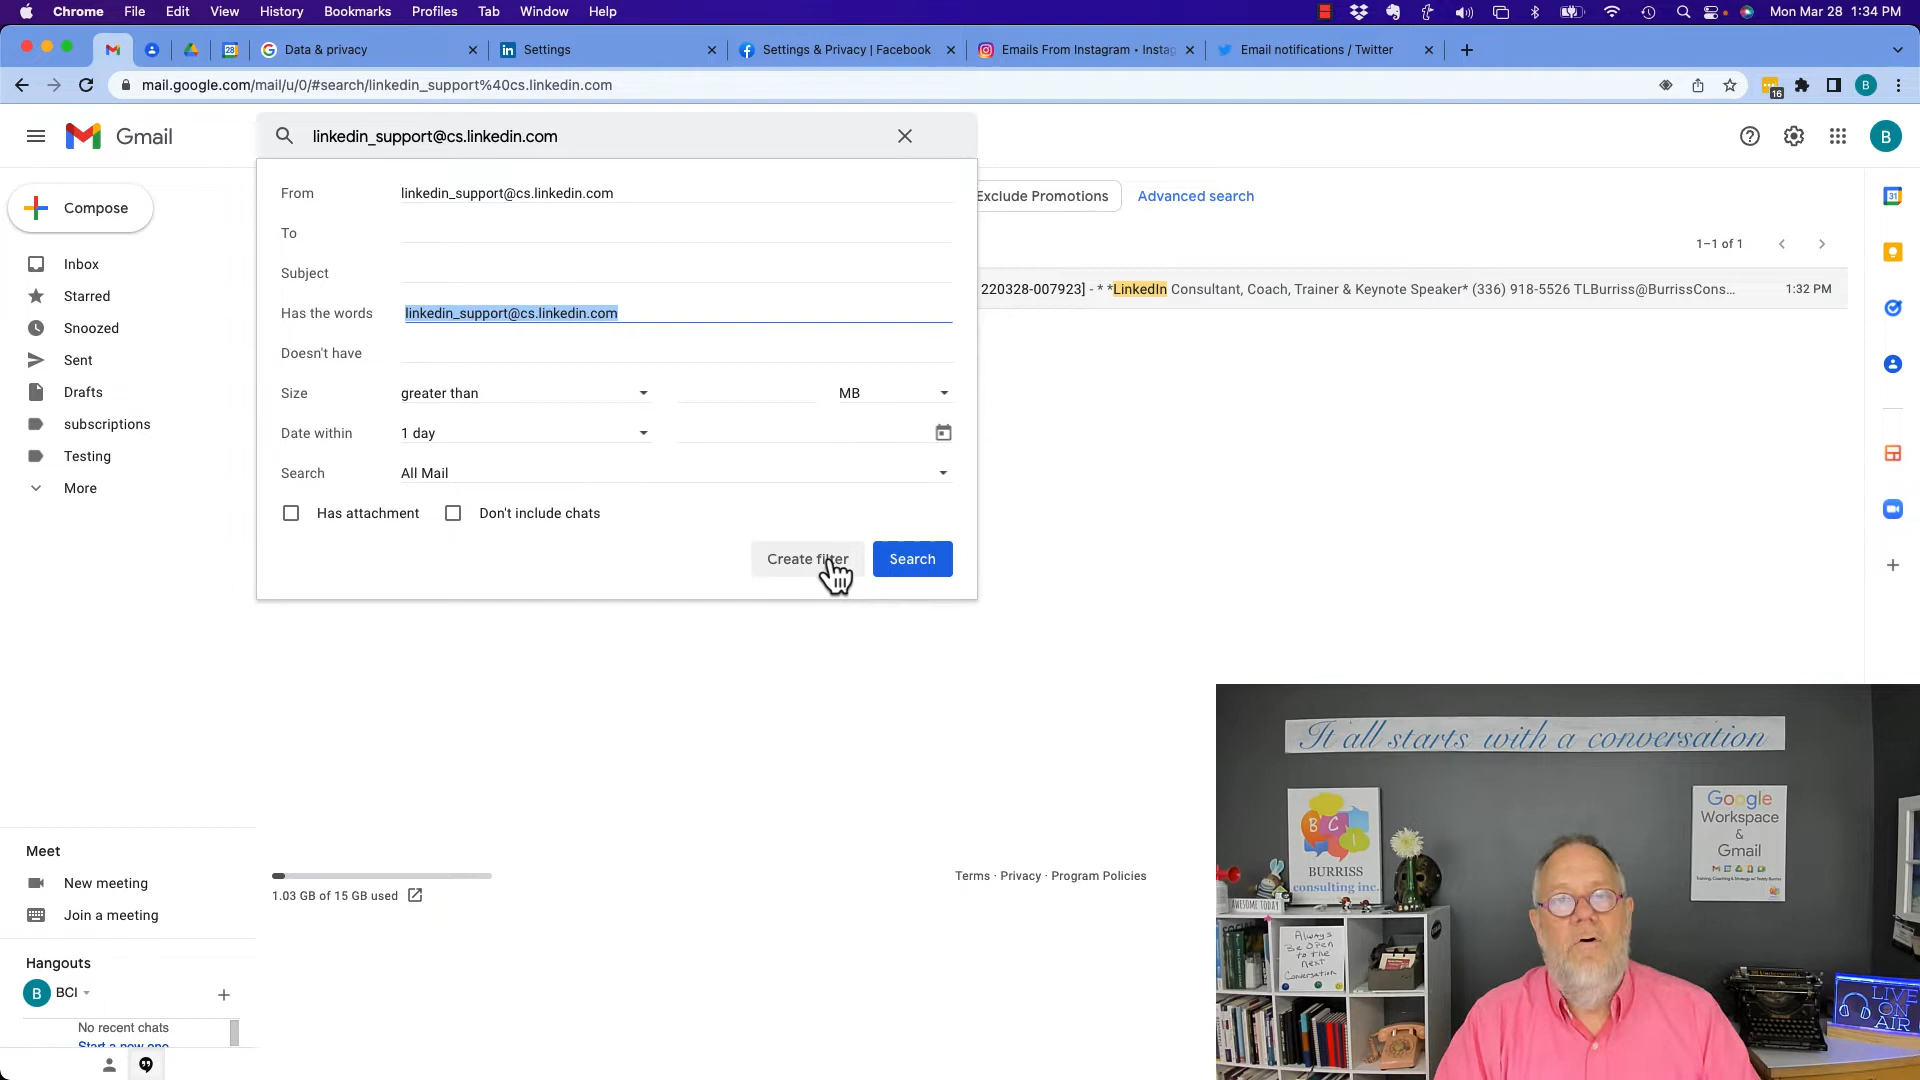 Chrome File Edit View History Bookmarks Profiles Tab Window Help Mon Mar 28 1:34 PM
28 Data & privacy Settings Settings & Privacy | Facebook Emails From Instagram • Instag Email notifications / Twitter
mail.google.com/mail/u/0/#search/linkedin_support%40cs.linkedin.com 16 B
Gmail linkedin_support@cs.linkedin.com B
Compose
Inbox
Starred
Snoozed
Sent
Drafts
subscriptions
Testing
More
From linkedin_support@cs.linkedin.com
To
Subject
Has the words linkedin_support@cs.linkedin.com
Doesn't have
Size greater than MB
Date within 1 day
Search All Mail
Has attachment Don't include chats
Create filter Search
Exclude Promotions Advanced search
1–1 of 1
220328-007923] - * *LinkedIn Consultant, Coach, Trainer & Keynote Speaker* (336) 918-5526 TLBurriss@BurrissCons... 1:32 PM
31
Meet
New meeting
Join a meeting
Hangouts
B BCI
No recent chats
Start a new one
1.03 GB of 15 GB used
Terms · Privacy · Program Policies
It all starts with a conversation
B C I
BURRISS
consulting inc.
AWESOME TODAY
Always
Be Open
to the
Next
Conversation
Google
Workspace
&
Gmail
LIVE
ON
AIR